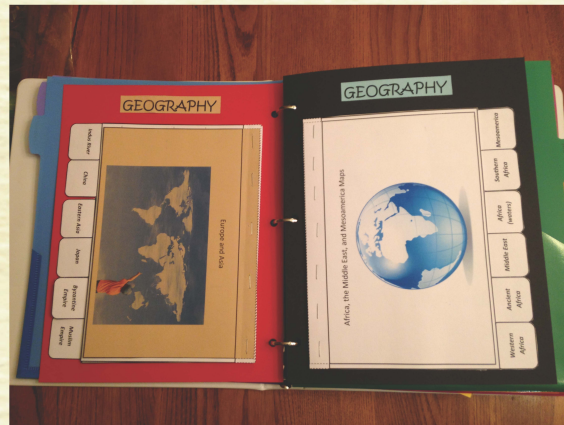 GEOGRAPHY
Indus River
China
Eastern Asia
Japan
Byzantine
Empire
Muslim
Empire
Europe and Asia
GEOGRAPHY
Africa, the Middle East, and Mesoamerica Maps
Mesoamerica
Southern
Africa
Africa
(waters)
Middle East
Ancient
Africa
Western
Africa